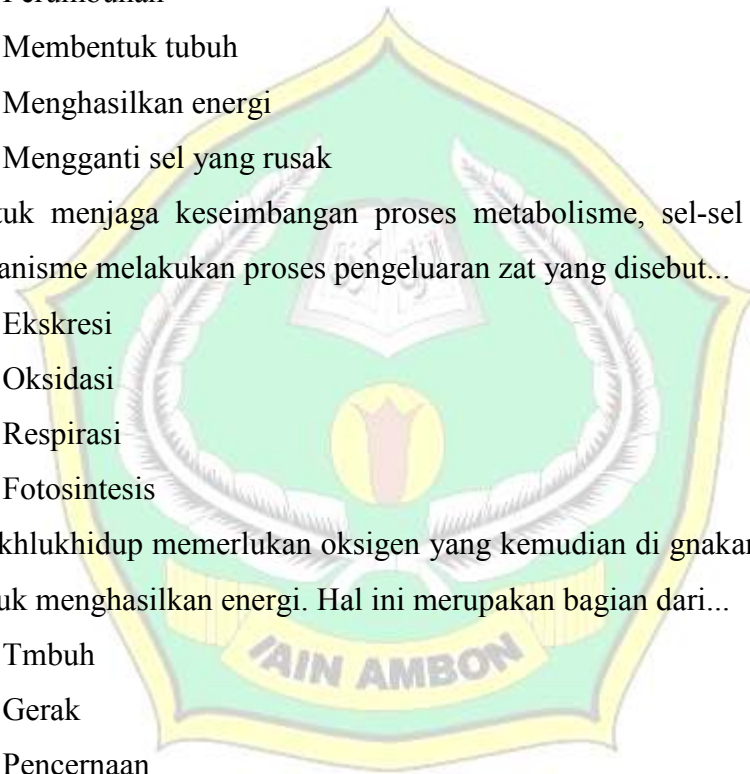 Membentuk tubuh
Menghasilkan energi
Mengganti sel yang rusak
tuk menjaga keseimbangan proses metabolisme, sel-sel
anisme melakukan proses pengeluaran zat yang disebut...
Ekskresi
Oksidasi
Respirasi
Fotosintesis
khlukhidup memerlukan oksigen yang kemudian di gnakan
uk menghasilkan energi. Hal ini merupakan bagian dari...
Tmbuh
Gerak
Pencernaan
IAIN AMBON